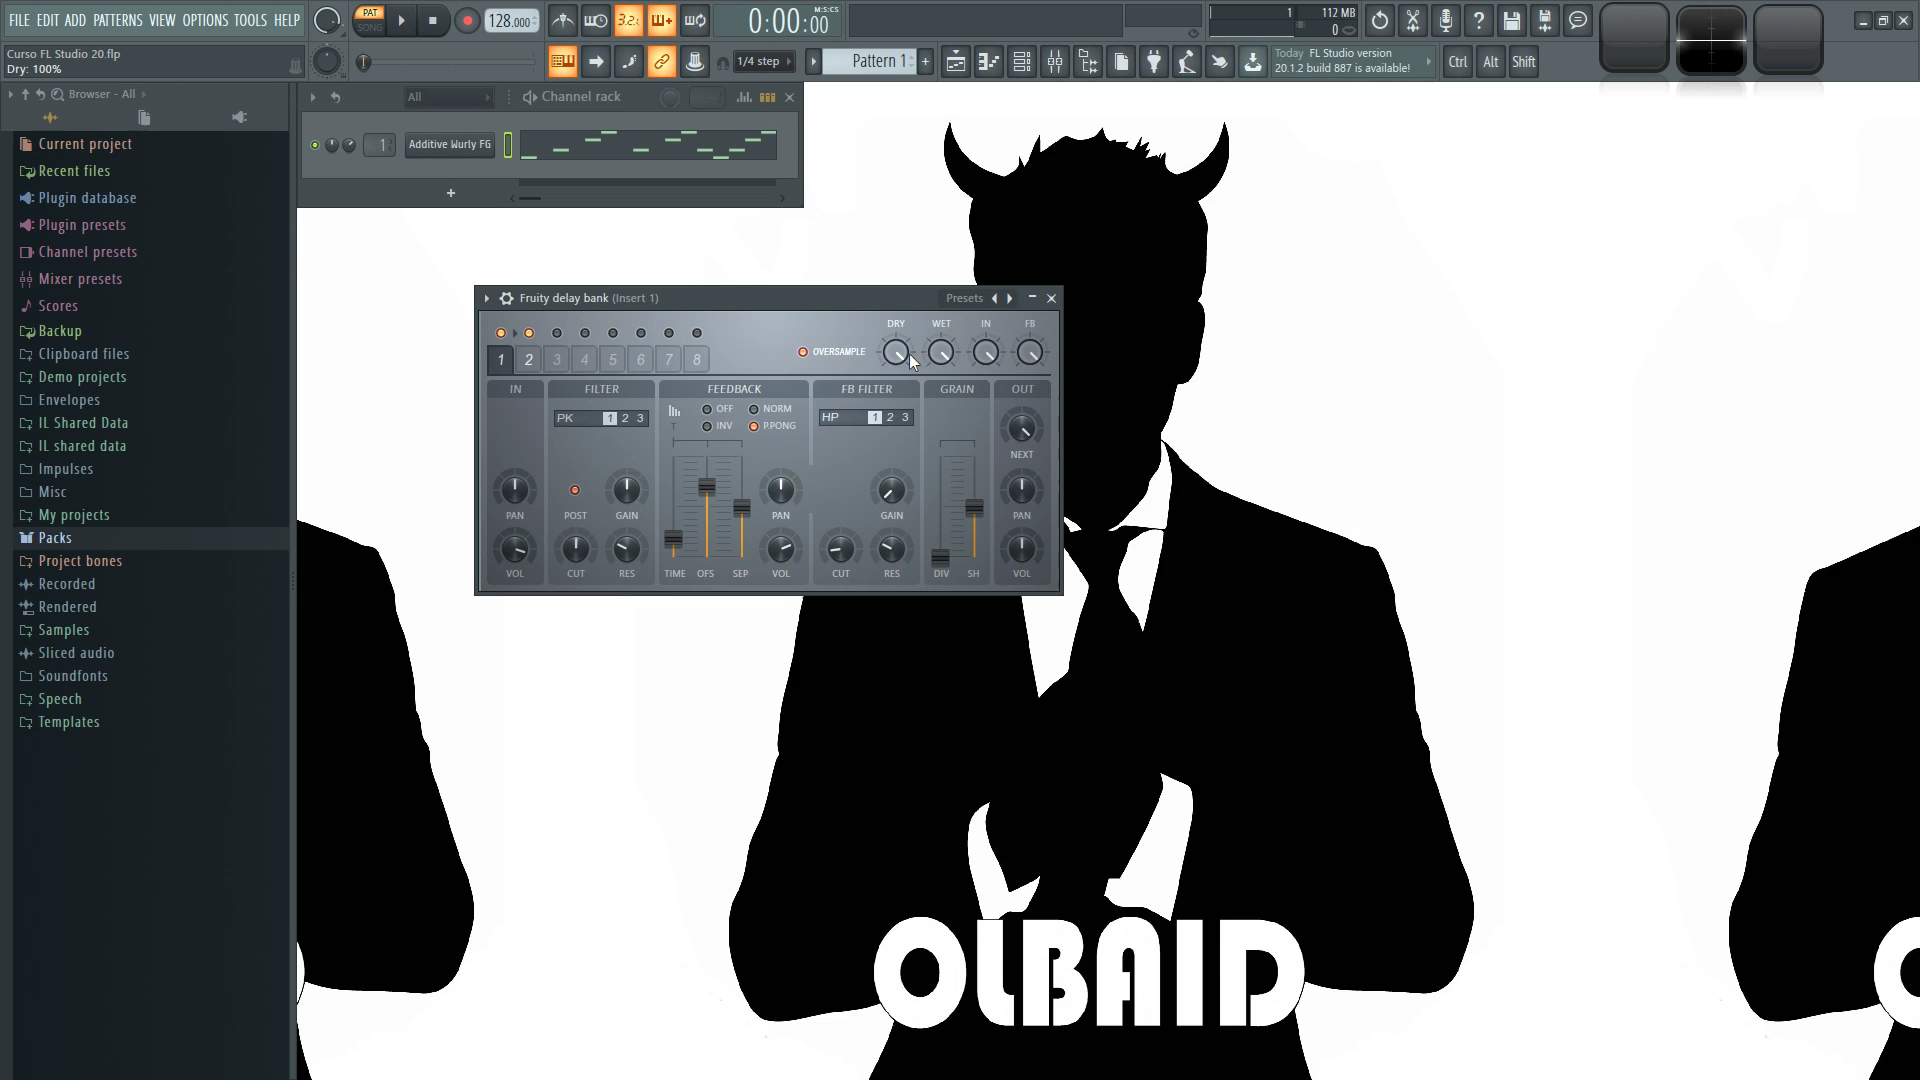 FILE EDIT ADD PATTERNS VIEW OPTIONS TOOLS HELP
PAT
SONG
128.000
3.2.
0:00:00
M:S:CS
1
112 MB
0
Curso FL Studio 20.flp
Dry: 100%
1/4 step
Pattern 1
+
Today FL Studio version
20.1.2 build 887 is available!
Ctrl Alt Shift
Browser - All
All
Channel rack
1
Additive Wurly FG
+
Current project
Recent files
Plugin database
Plugin presets
Channel presets
Mixer presets
Scores
Backup
Clipboard files
Demo projects
Envelopes
IL Shared Data
IL shared data
Impulses
Misc
My projects
Packs
Project bones
Recorded
Rendered
Samples
Sliced audio
Soundfonts
Speech
Templates
Fruity delay bank (Insert 1)
Presets
DRY WET IN FB
OVERSAMPLE
1 2 3 4 5 6 7 8
IN FILTER FEEDBACK FB FILTER GRAIN OUT
OFF NORM
PK 1 2 3
HP 1 2 3
T INV P.PONG
NEXT
PAN POST GAIN PAN GAIN PAN
VOL CUT RES TIME OFS SEP VOL CUT RES DIV SH VOL
OLBAID